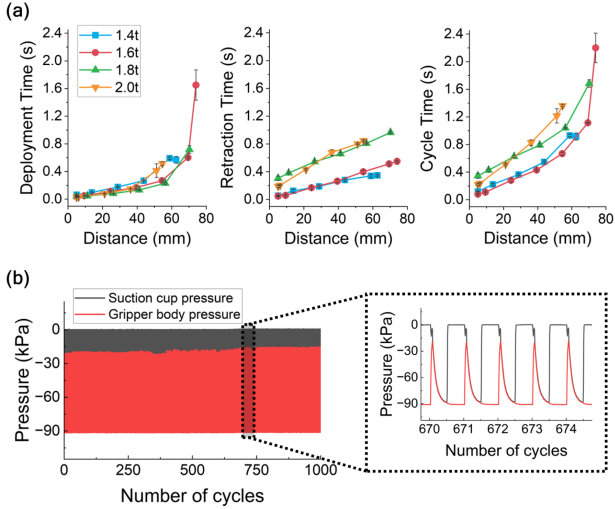 (a)
1.4t
1.6t
1.8t
2.0t
Deployment Time (s)
2.4
2.0
1.6
1.2
0.8
0.4
0.0
0 20 40 60 80
Distance (mm)
Retraction Time (s)
2.4
2.0
1.6
1.2
0.8
0.4
0.0
0 20 40 60 80
Distance (mm)
Cycle Time (s)
2.4
2.0
1.6
1.2
0.8
0.4
0.0
0 20 40 60 80
Distance (mm)
(b)
Suction cup pressure
Gripper body pressure
Pressure (kPa)
0
−30
−60
−90
0 250 500 750 1000
Number of cycles
Pressure (kPa)
0
−30
−60
−90
670 671 672 673 674
Number of cycles